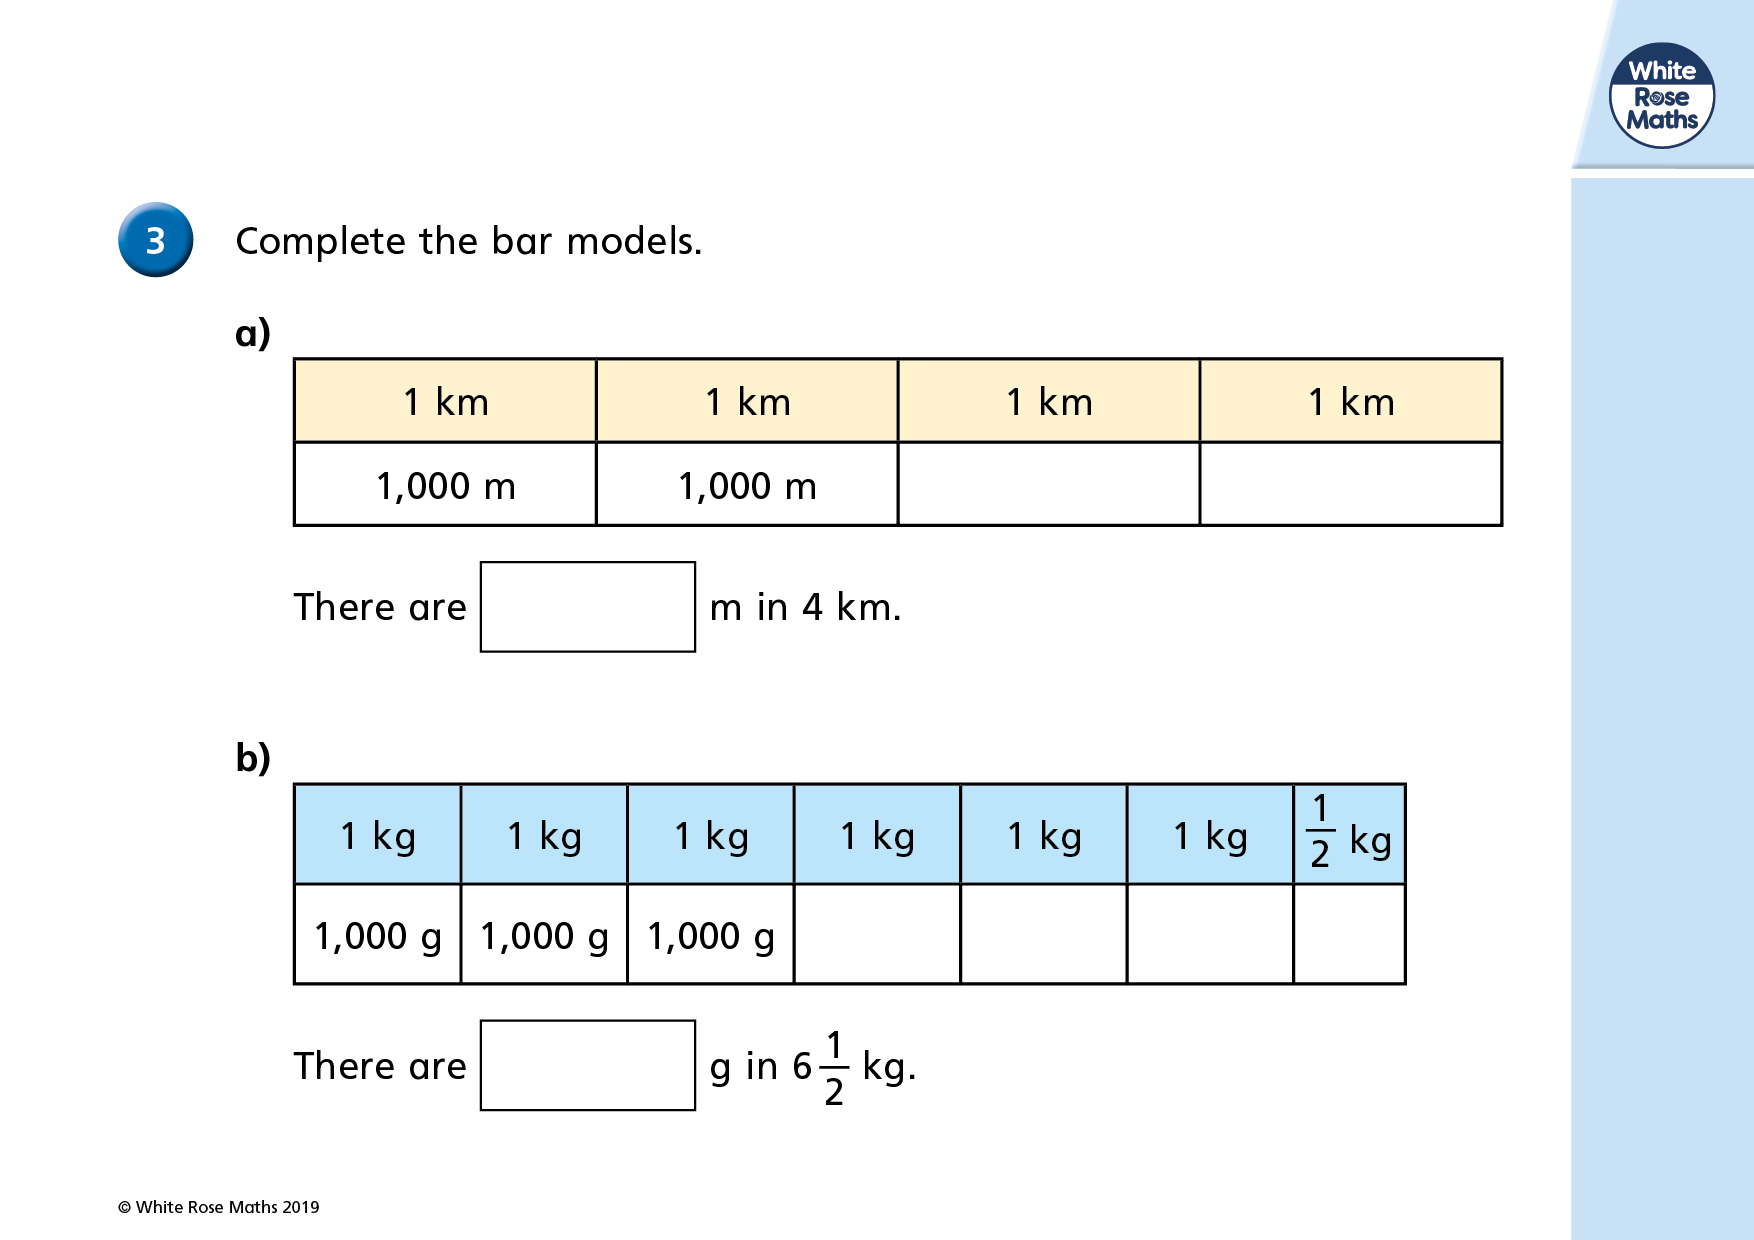 White
Rose
Maths
3 Complete the bar models.
a)
1 km 1 km 1 km 1 km
1,000 m 1,000 m
There are m in 4 km.
b)
1 kg 1 kg 1 kg 1 kg 1 kg 1 kg 1/2 kg
1,000 g 1,000 g 1,000 g
There are g in 6 1/2 kg.
© White Rose Maths 2019